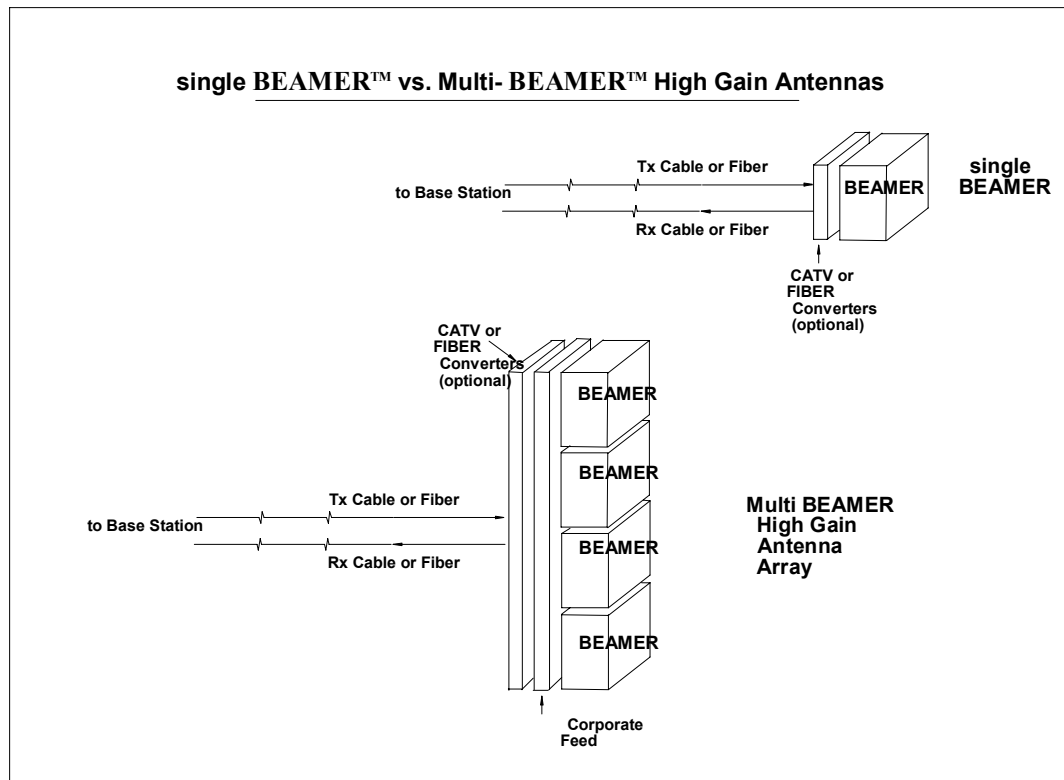 single BEAMER™ vs. Multi- BEAMER™ High Gain Antennas
Tx Cable or Fiber
to Base Station
Rx Cable or Fiber
BEAMER
single
BEAMER
CATV or
FIBER
Converters
(optional)
CATV or
FIBER
Converters
(optional)
BEAMER
BEAMER
BEAMER
BEAMER
Tx Cable or Fiber
to Base Station
Rx Cable or Fiber
Multi BEAMER
High Gain
Antenna
Array
Corporate
Feed